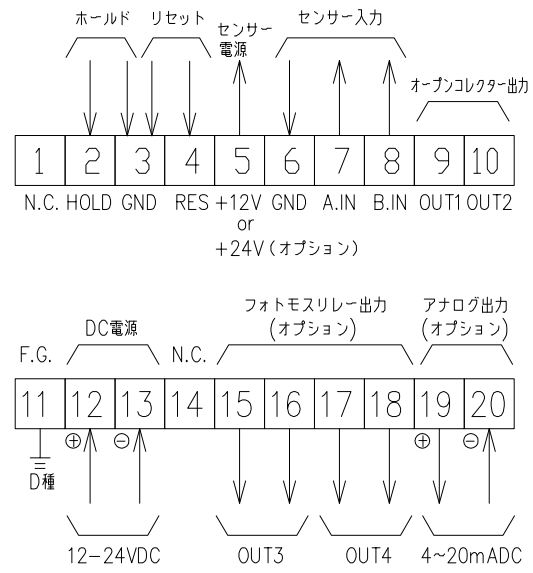 ホールド リセット センサー電源 センサー入力
オープンコレクター出力
1 2 3 4 5 6 7 8 9 10
N.C. HOLD GND RES +12V GND A.IN B.IN OUT1 OUT2
or
+24V(オプション)
フォトモスリレー出力 アナログ出力
DC電源 (オプション) (オプション)
F.G. N.C.
11 12 13 14 15 16 17 18 19 20
⊕ ⊖ ⊕ ⊖
D種
12-24VDC OUT3 OUT4 4~20mADC